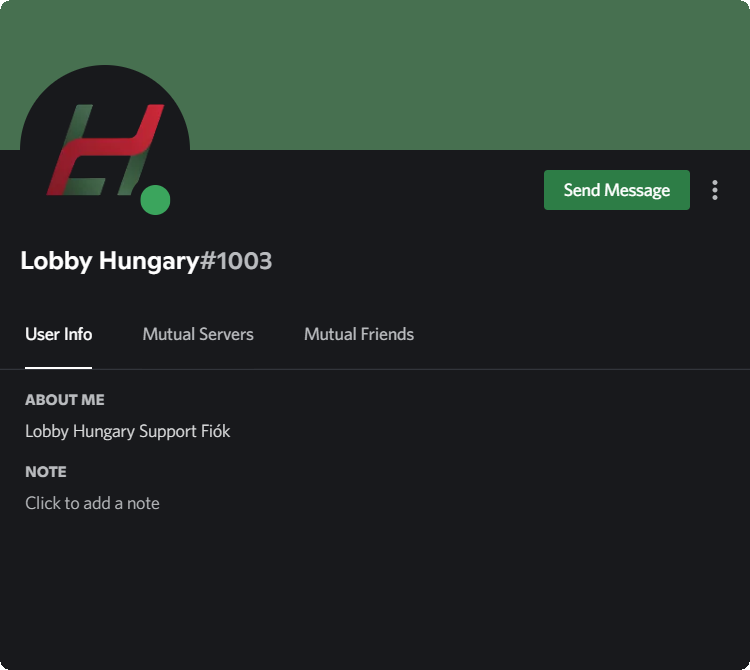 Send Message
Lobby Hungary#1003
User Info Mutual Servers Mutual Friends
ABOUT ME
Lobby Hungary Support Fiók
NOTE
Click to add a note